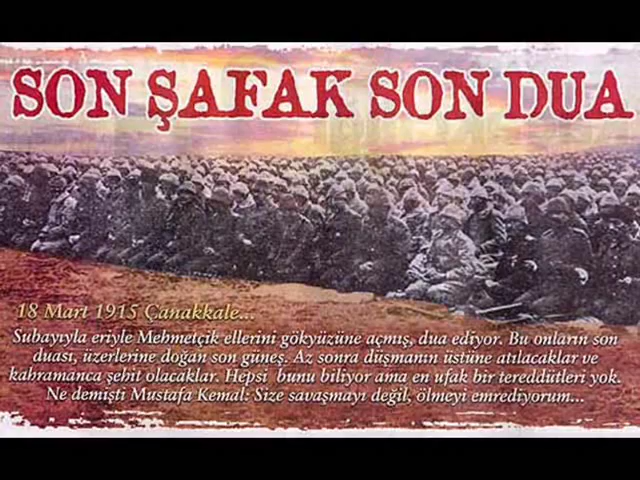 SON ŞAFAK SON DUA
18 Mart 1915 Çanakkale...
Subayıyla eriyle Mehmetçik ellerini gökyüzüne açmış, dua ediyor. Bu onların son
duası, üzerlerine doğan son güneş. Az sonra düşmanın üstüne atılacaklar ve
kahramanca şehit olacaklar. Hepsi bunu biliyor ama en ufak bir tereddütleri yok.
Ne demişti Mustafa Kemal: Size savaşmayı değil, ölmeyi emrediyorum...